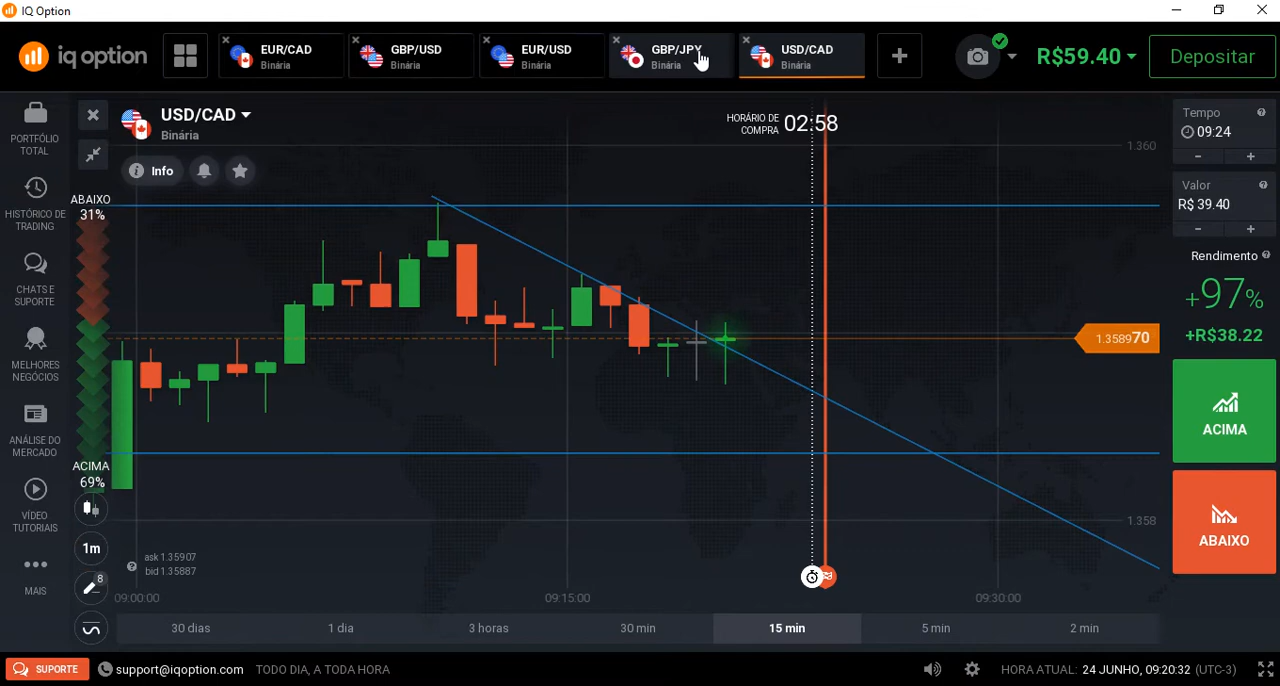 IQ Option
iq option
EUR/CAD
Binária
GBP/USD
Binária
EUR/USD
Binária
GBP/JPY
Binária
USD/CAD
Binária
R$59.40
Depositar
PORTFÓLIO
TOTAL
HISTÓRICO DE
TRADING
CHATS E
SUPORTE
MELHORES
NEGÓCIOS
ANÁLISE DO
MERCADO
VÍDEO
TUTORIAIS
MAIS
USD/CAD
Binária
Info
ABAIXO
31%
ACIMA
69%
1m
8
HORÁRIO DE
COMPRA
02:58
1.360
1.358970
1.358
ask 1.35907
bid 1.35887
09:00:00
09:15:00
09:30:00
30 dias
1 dia
3 horas
30 min
15 min
5 min
2 min
Tempo
09:24
- +
Valor
R$ 39.40
- +
Rendimento
+97%
+R$38.22
ACIMA
ABAIXO
SUPORTE
support@iqoption.com
TODO DIA, A TODA HORA
HORA ATUAL: 24 JUNHO, 09:20:32 (UTC-3)